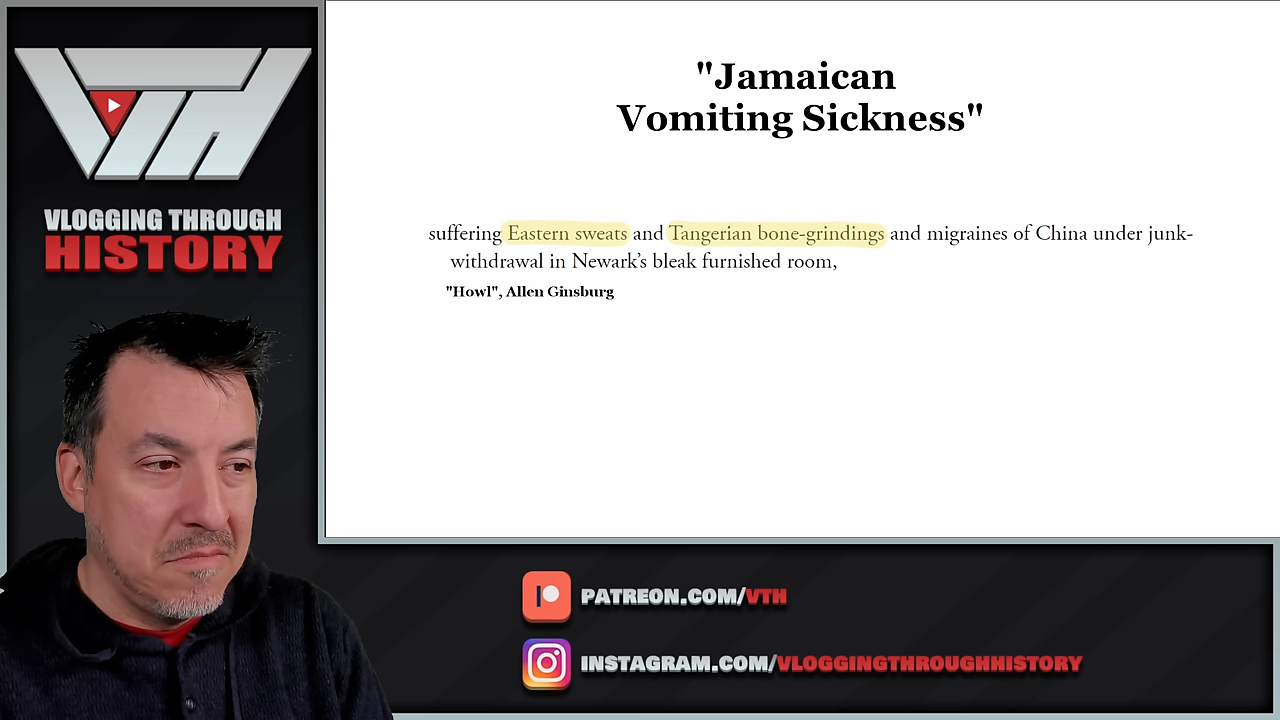 VTH
VLOGGING THROUGH
HISTORY
"Jamaican
Vomiting Sickness"
suffering Eastern sweats and Tangerian bone-grindings and migraines of China under junk-
withdrawal in Newark’s bleak furnished room,
"Howl", Allen Ginsburg
PATREON.COM/VTH
INSTAGRAM.COM/VLOGGINGTHROUGHHISTORY